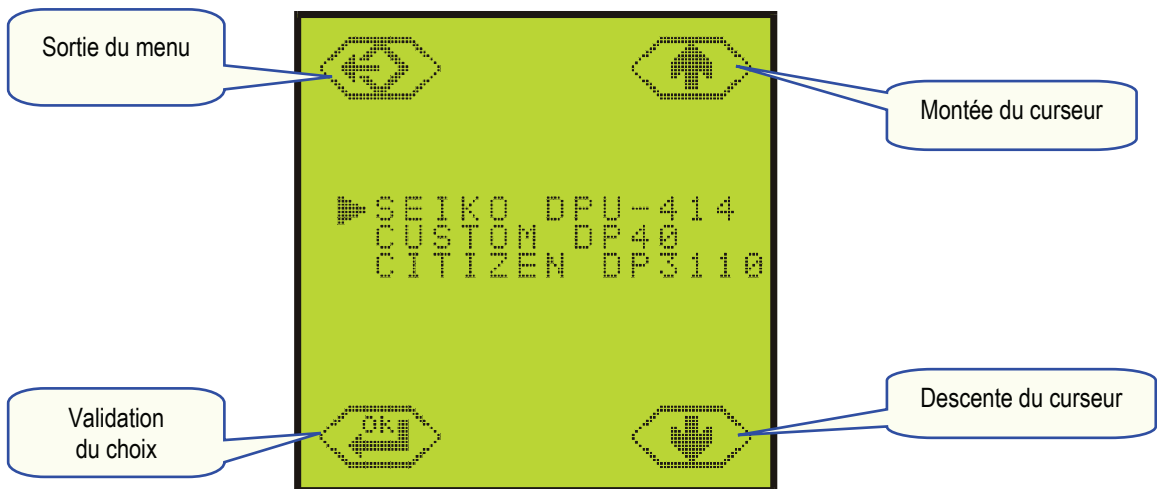 Sortie du menu
Montée du curseur
SEIKO DPU-414
CUSTOM DP40
CITIZEN DP3110
Validation
du choix
Ok
Descente du curseur